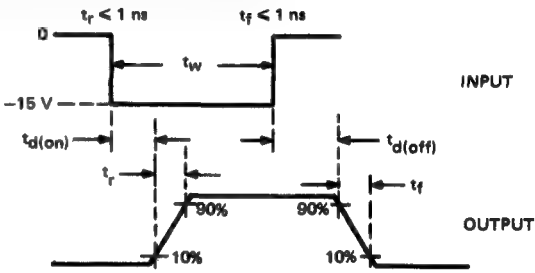 tr ≤ 1 ns
tf ≤ 1 ns
0
tw
INPUT
–15 V
td(on)
td(off)
tr
tf
90%
90%
OUTPUT
10%
10%